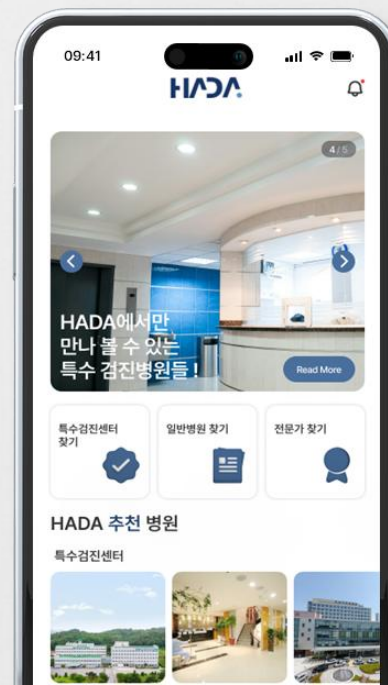 09:41
HADA
4/5
HADA에서만
만나 볼 수 있는
특수 검진병원들 !
Read More
특수검진센터
찾기
일반병원 찾기
전문가 찾기
HADA 추천 병원
특수검진센터